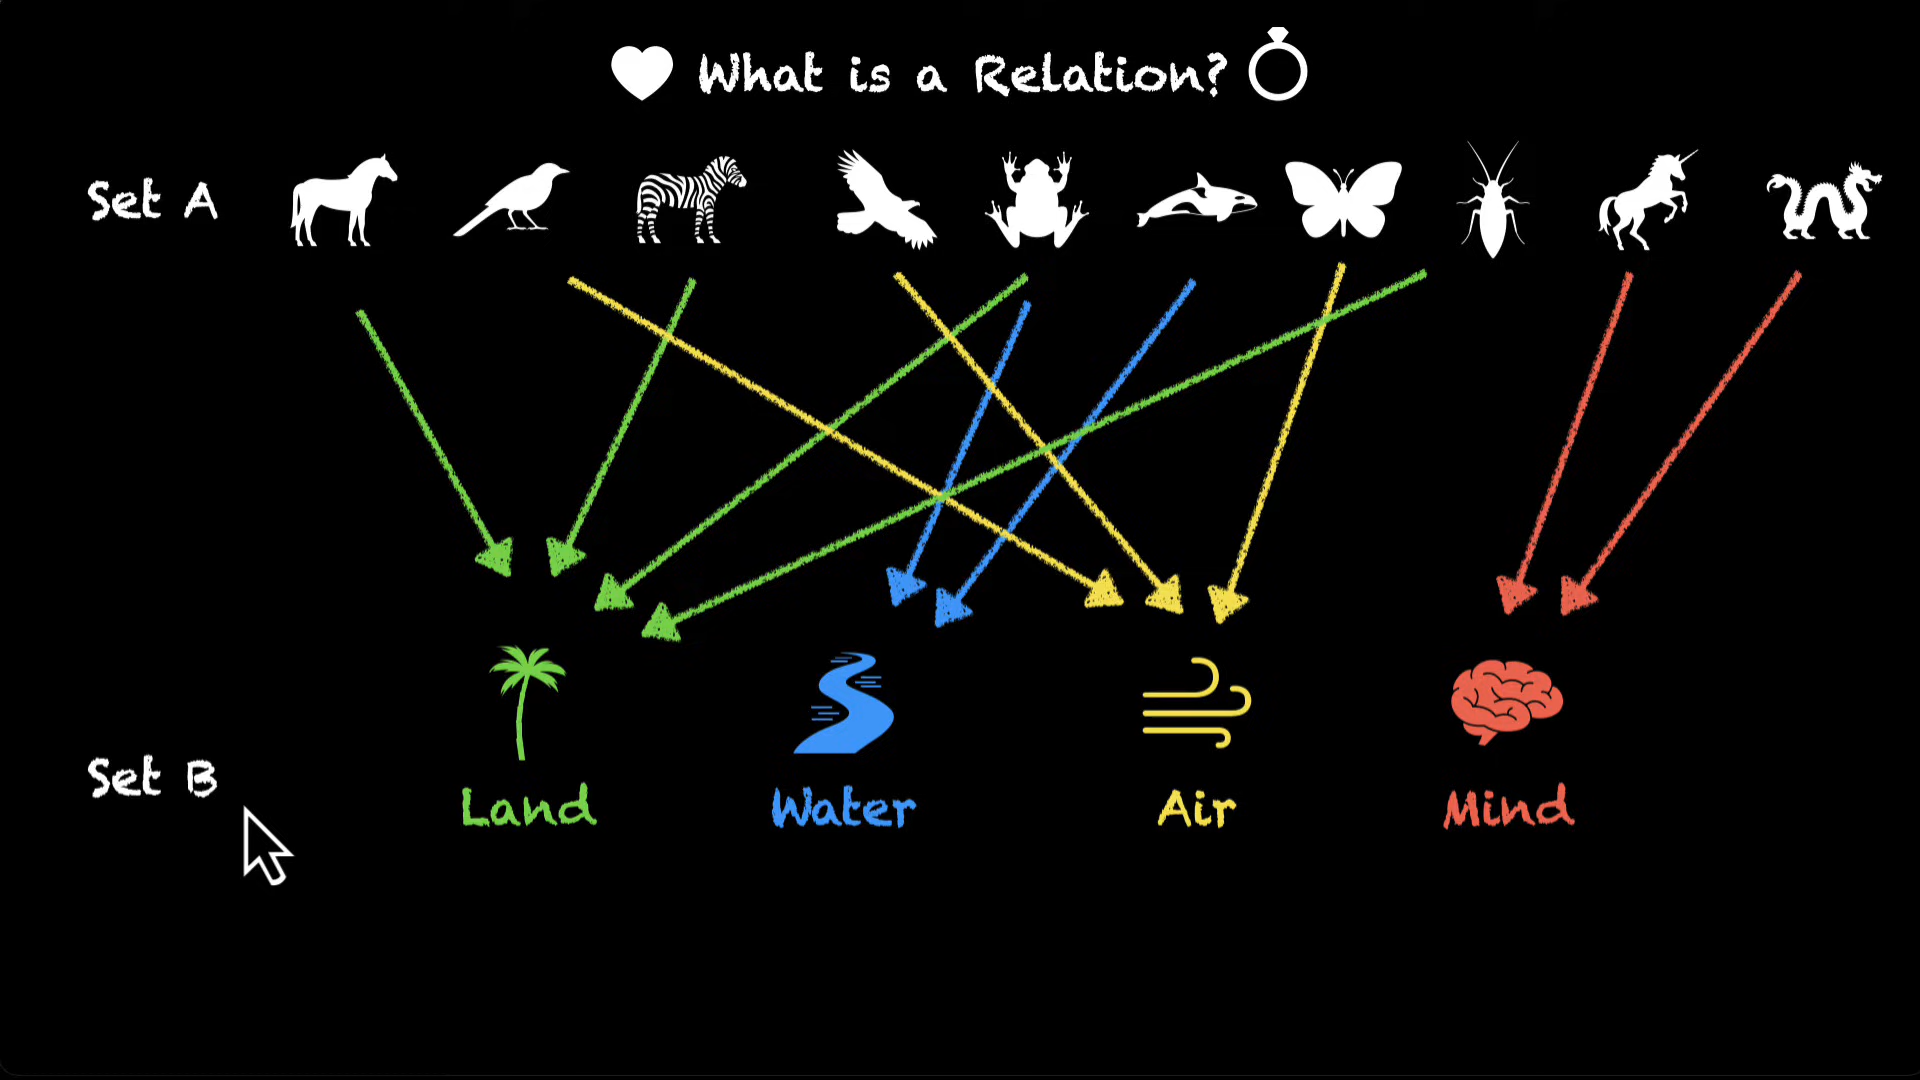 What is a Relation?
Set A
Set B
Land
Water
Air
Mind